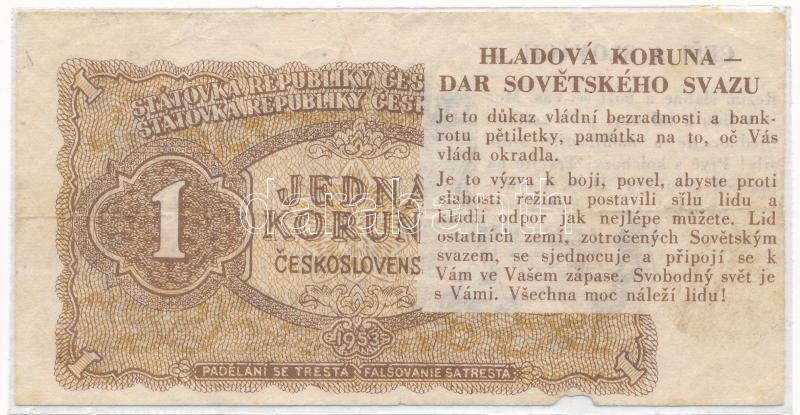 HLADOVÁ KORUNA —
DAR SOVĚTSKÉHO SVAZU
Je to důkaz vládní bezradnosti a bank-
rotu pětiletky, památka na to, oč Vás
vláda okradla.
Je to výzva k boji, povel, abyste proti
slabosti režimu postavili sílu lidu a
kladli odpor jak nejlépe můžete. Lid
ostatních zemí, zotročených Sovětským
svazem, se sjednocuje a připojí se k
Vám ve Vašem zápase. Svobodný svět je
s Vámi. Všechna moc náleží lidu!
1
STÁTOVKA REPUBLIKY ČES
STÁTOVKA REPUBLIKY ČESK
1
JEDNA
KORUN
ČESKOSLOVENS
1953
1
PADĚLÁNÍ SE TRESTÁ
FALŠOVANIE SA TRESTÁ
1
darabanth